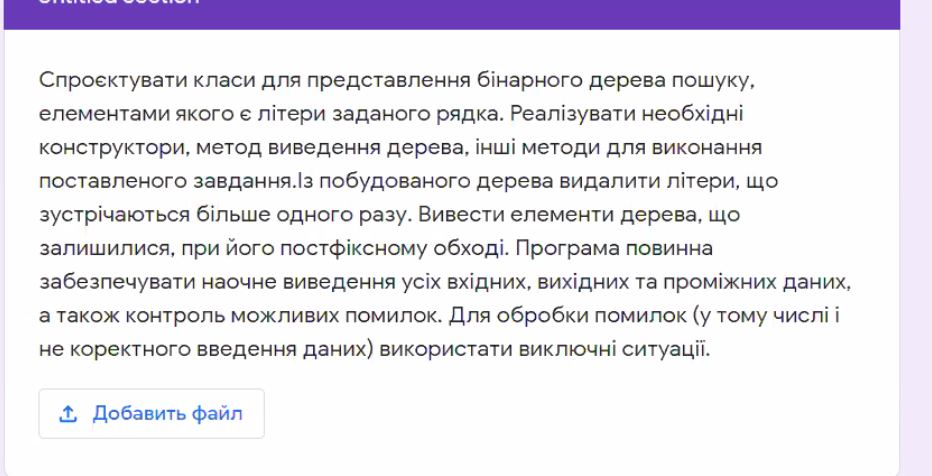 Спроєктувати класи для представлення бінарного дерева пошуку,
елементами якого є літери заданого рядка. Реалізувати необхідні
конструктори, метод виведення дерева, інші методи для виконання
поставленого завдання.Із побудованого дерева видалити літери, що
зустрічаються більше одного разу. Вивести елементи дерева, що
залишилися, при його постфіксному обході. Програма повинна
забезпечувати наочне виведення усіх вхідних, вихідних та проміжних даних,
а також контроль можливих помилок. Для обробки помилок (у тому числі і
не коректного введення даних) використати виключні ситуації.
Добавить файл